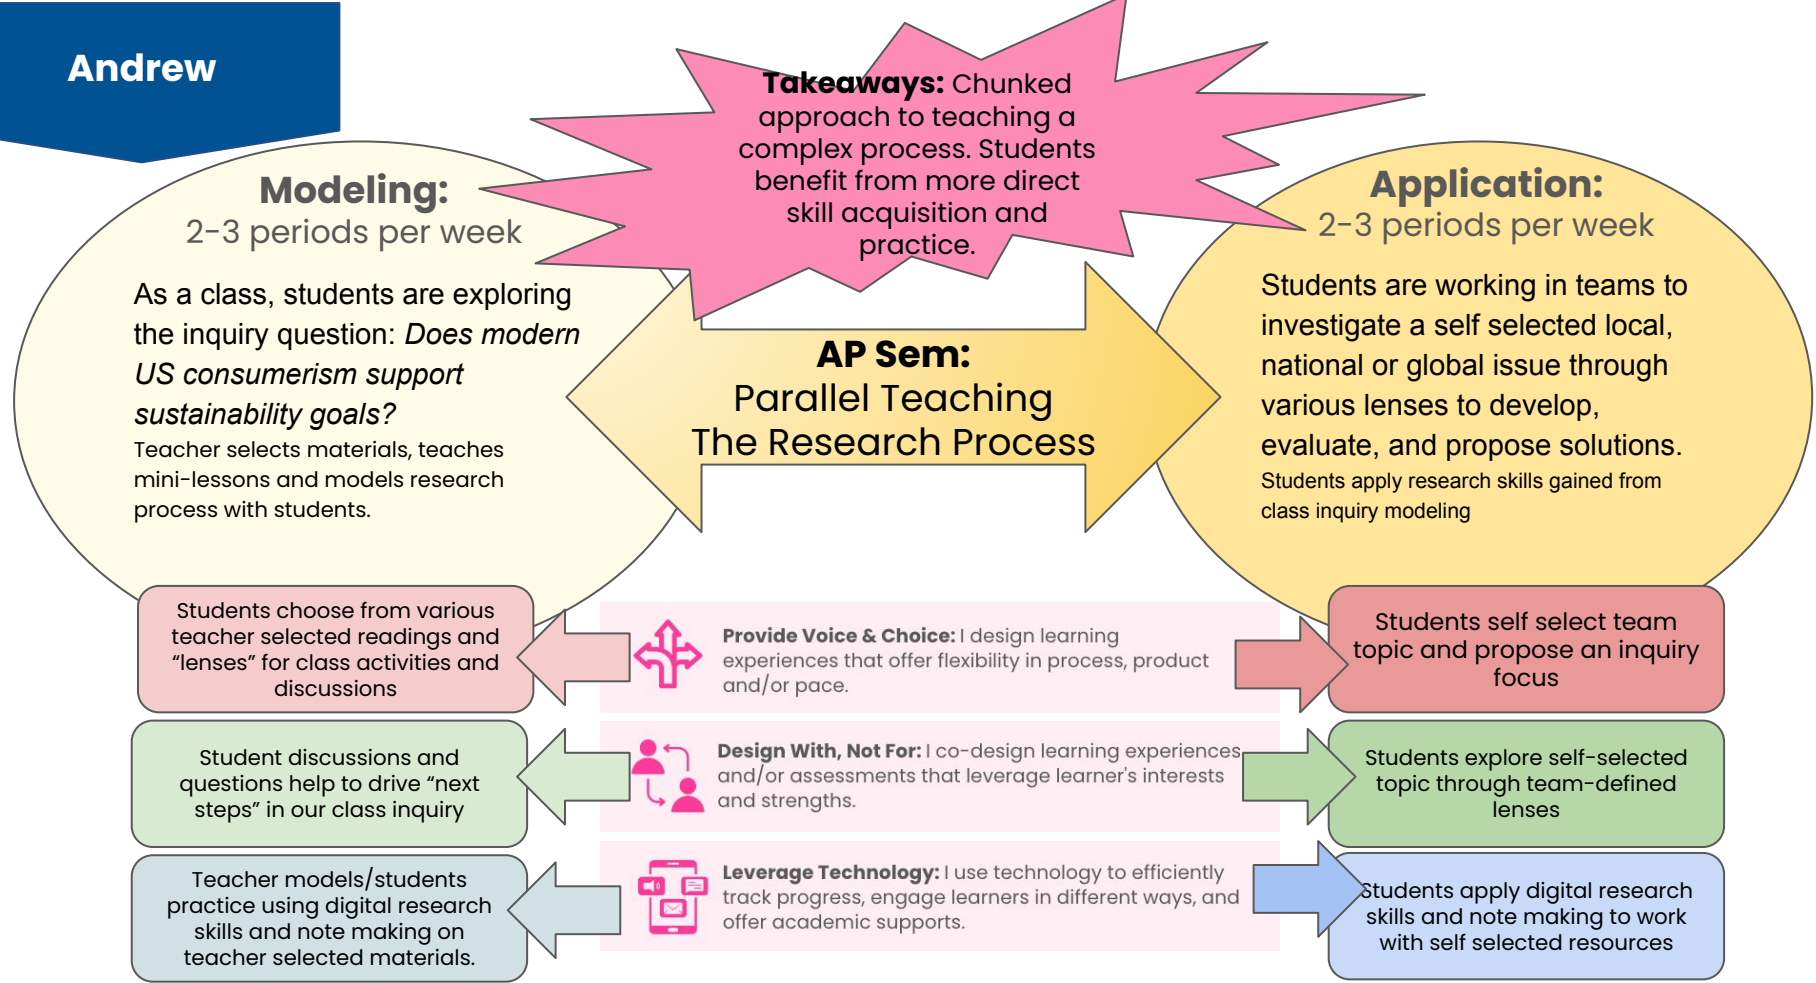 Andrew
Takeaways: Chunked
approach to teaching a
complex process. Students
benefit from more direct
skill acquisition and
practice.
Modeling:
2-3 periods per week
As a class, students are exploring
the inquiry question: Does modern
US consumerism support
sustainability goals?
Teacher selects materials, teaches
mini-lessons and models research
process with students.
AP Sem:
Parallel Teaching
The Research Process
Application:
2-3 periods per week
Students are working in teams to
investigate a self selected local,
national or global issue through
various lenses to develop,
evaluate, and propose solutions.
Students apply research skills gained from
class inquiry modeling
Students choose from various
teacher selected readings and
“lenses” for class activities and
discussions
Provide Voice & Choice: I design learning
experiences that offer flexibility in process, product
and/or pace.
Students self select team
topic and propose an inquiry
focus
Student discussions and
questions help to drive “next
steps” in our class inquiry
Design With, Not For: I co-design learning experiences
and/or assessments that leverage learner's interests
and strengths.
Students explore self-selected
topic through team-defined
lenses
Teacher models/students
practice using digital research
skills and note making on
teacher selected materials.
Leverage Technology: I use technology to efficiently
track progress, engage learners in different ways, and
offer academic supports.
Students apply digital research
skills and note making to work
with self selected resources